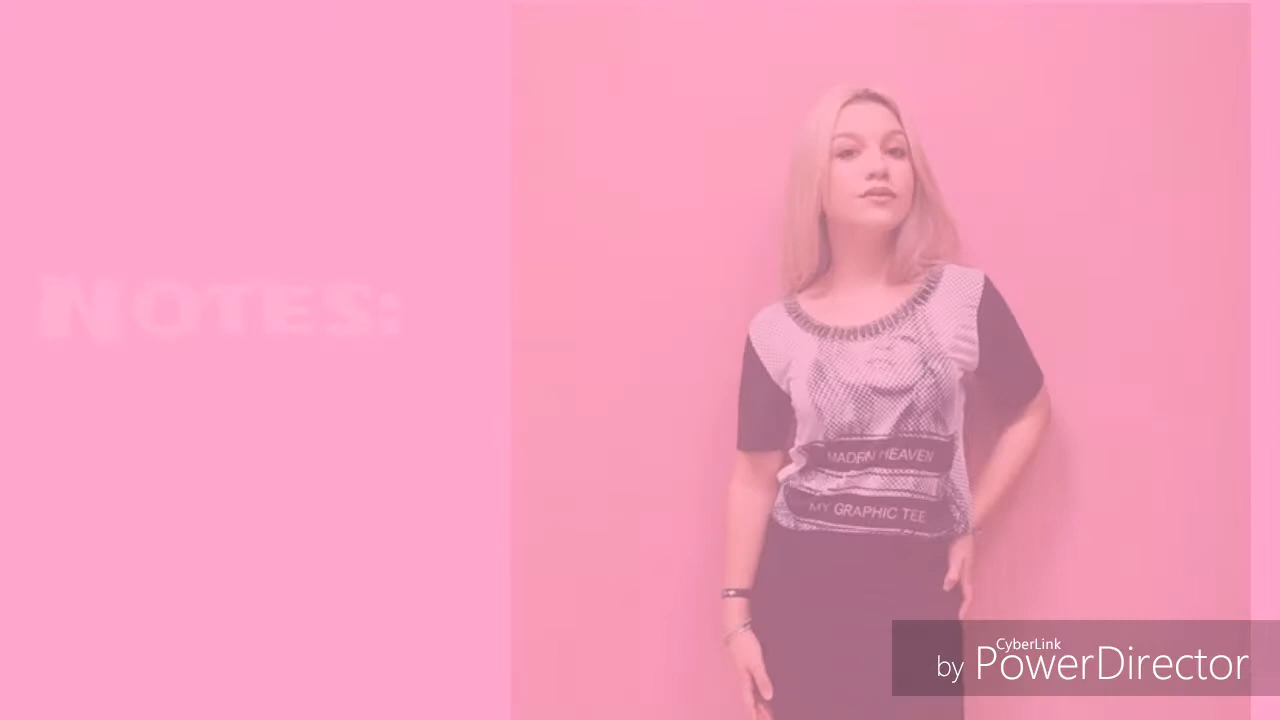 NOTES:
MADRN HEAVEN
MY GRAPHIC TEE
CyberLink
by PowerDirector